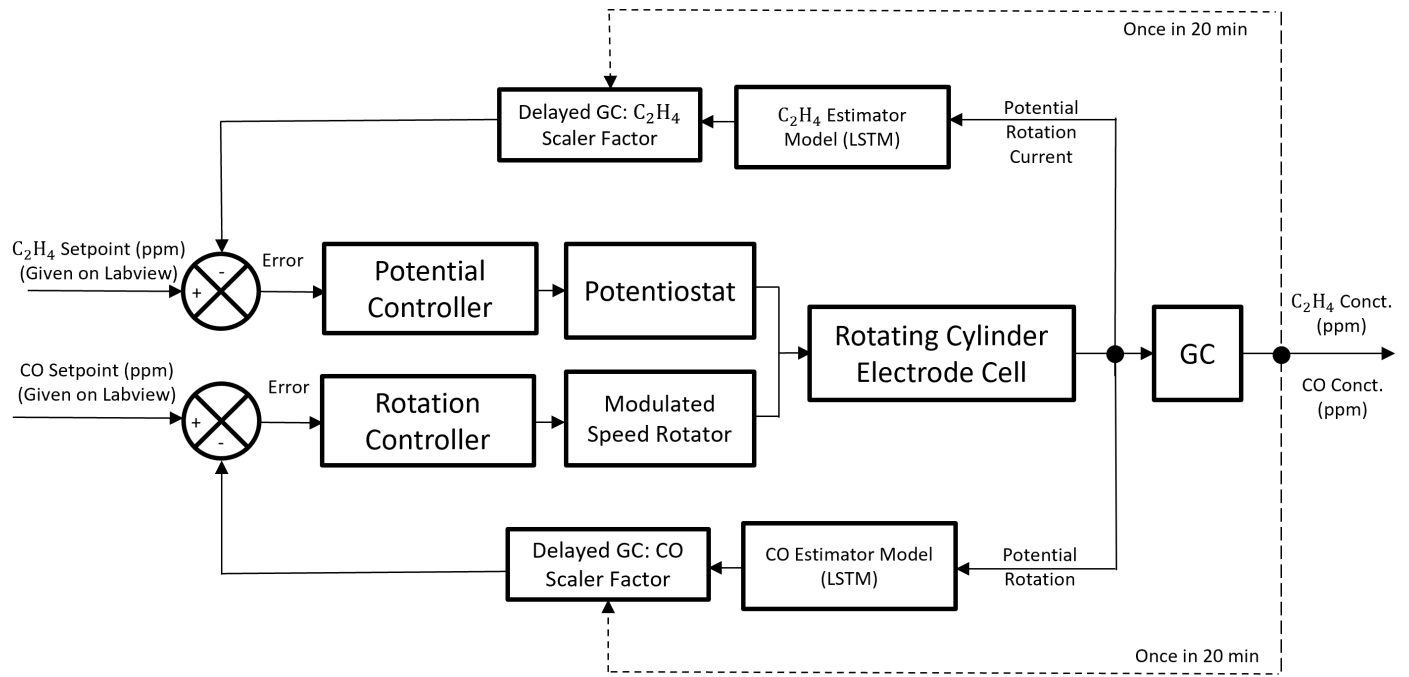 Once in 20 min
Delayed GC: C₂H₄
Scaler Factor
C₂H₄ Estimator
Model (LSTM)
Potential
Rotation
Current
C₂H₄ Setpoint (ppm)
(Given on Labview)
-
+
Error
Potential
Controller
Potentiostat
Rotating Cylinder
Electrode Cell
GC
C₂H₄ Conct.
(ppm)
CO Conct.
(ppm)
CO Setpoint (ppm)
(Given on Labview)
+
-
Error
Rotation
Controller
Modulated
Speed Rotator
Delayed GC: CO
Scaler Factor
CO Estimator Model
(LSTM)
Potential
Rotation
Once in 20 min